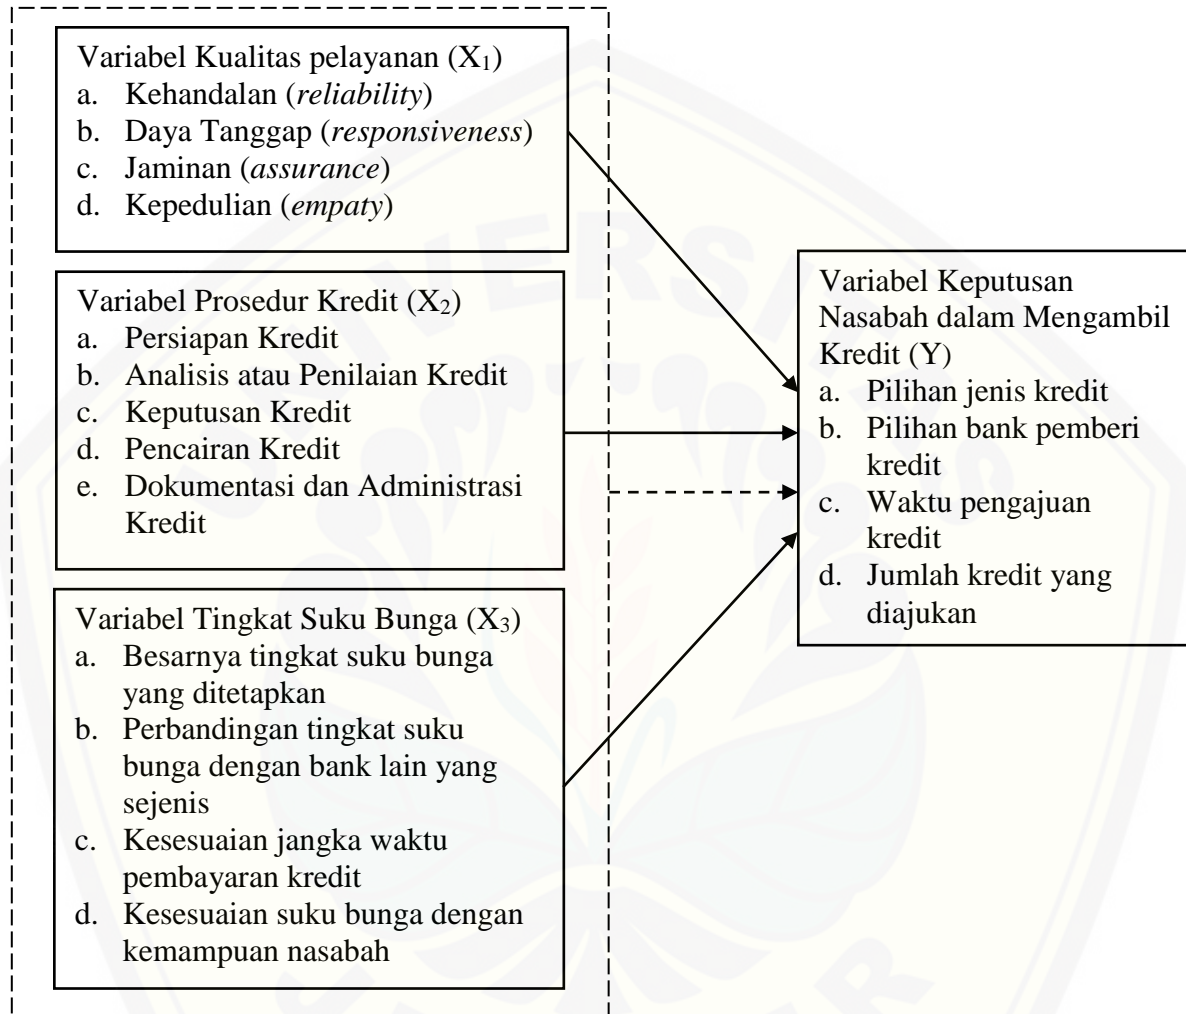 Variabel Kualitas pelayanan (X₁)
a. Kehandalan (reliability)
b. Daya Tanggap (responsiveness)
c. Jaminan (assurance)
d. Kepedulian (empaty)
Variabel Prosedur Kredit (X₂)
a. Persiapan Kredit
b. Analisis atau Penilaian Kredit
c. Keputusan Kredit
d. Pencairan Kredit
e. Dokumentasi dan Administrasi
Kredit
Variabel Tingkat Suku Bunga (X₃)
a. Besarnya tingkat suku bunga
yang ditetapkan
b. Perbandingan tingkat suku
bunga dengan bank lain yang
sejenis
c. Kesesuaian jangka waktu
pembayaran kredit
d. Kesesuaian suku bunga dengan
kemampuan nasabah
Variabel Keputusan
Nasabah dalam Mengambil
Kredit (Y)
a. Pilihan jenis kredit
b. Pilihan bank pemberi
kredit
c. Waktu pengajuan
kredit
d. Jumlah kredit yang
diajukan
UNIVERSITAS